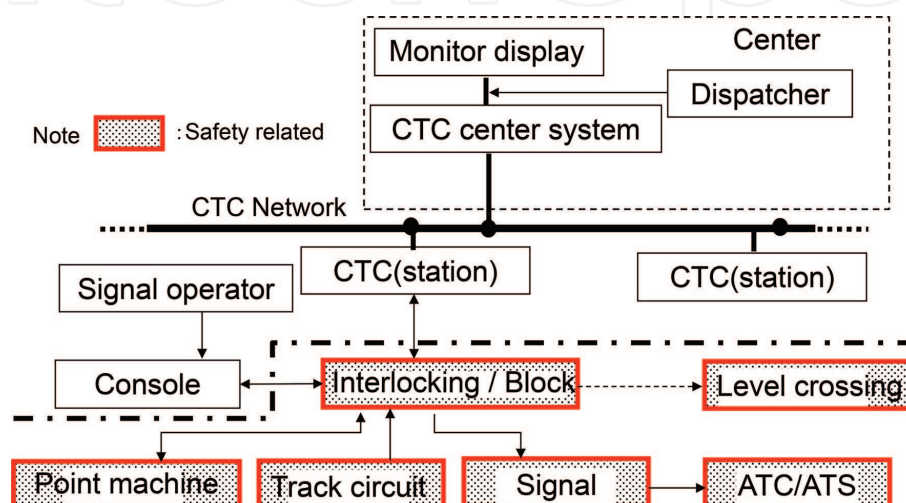 Center
Monitor display
Dispatcher
Note :Safety related
CTC center system
CTC Network
CTC(station)
CTC(station)
Signal operator
Console
Interlocking / Block
Level crossing
Point machine
Track circuit
Signal
ATC/ATS